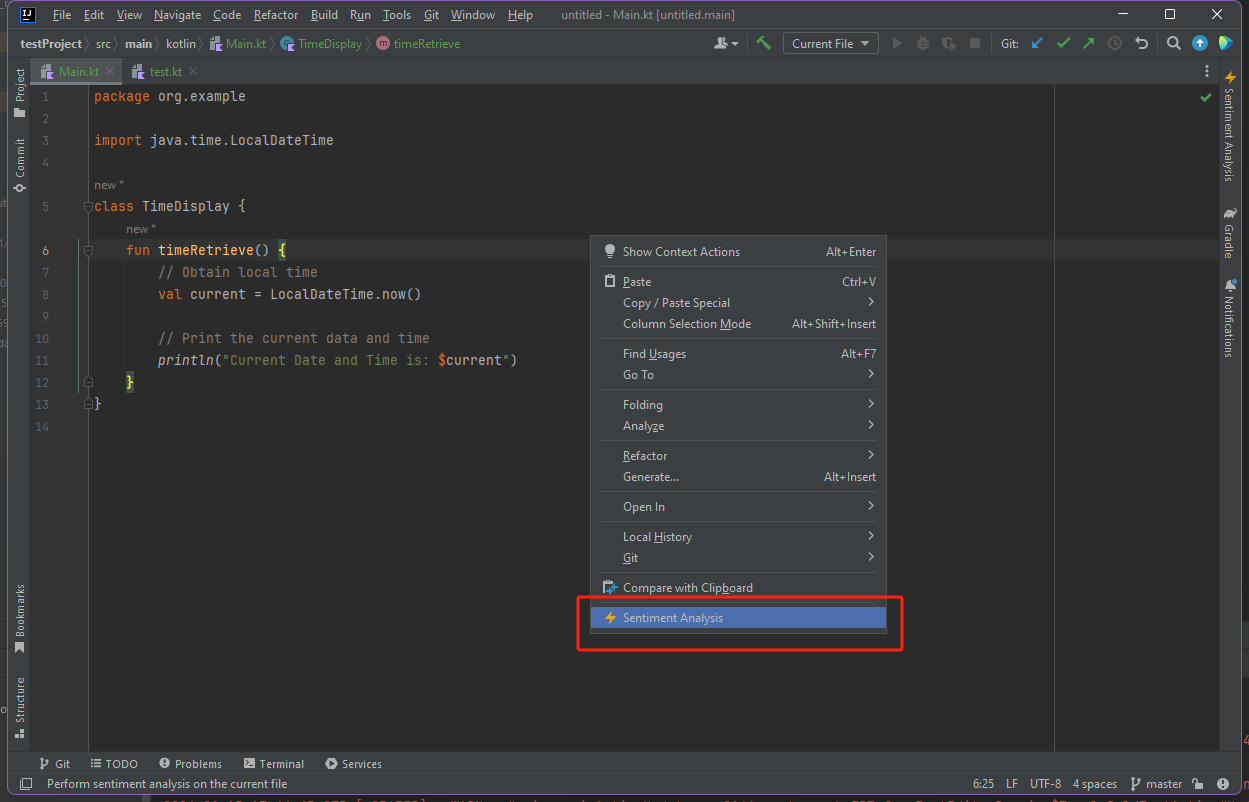 IJ File Edit View Navigate Code Refactor Build Run Tools Git Window Help untitled - Main.kt [untitled.main]
testProject src main kotlin Main.kt TimeDisplay m timeRetrieve Current File Git:
Main.kt test.kt
Project
Commit
Bookmarks
Structure
1 package org.example
2
3 import java.time.LocalDateTime
4
new *
5 class TimeDisplay {
new *
6 fun timeRetrieve() {
7 // Obtain local time
8 val current = LocalDateTime.now()
9
10 // Print the current data and time
11 println("Current Date and Time is: $current")
12 }
13 }
14
Show Context Actions Alt+Enter
Paste Ctrl+V
Copy / Paste Special
Column Selection Mode Alt+Shift+Insert
Find Usages Alt+F7
Go To
Folding
Analyze
Refactor
Generate... Alt+Insert
Open In
Local History
Git
Compare with Clipboard
Sentiment Analysis
Sentiment Analysis
Gradle
Notifications
Git TODO Problems Terminal Services
Perform sentiment analysis on the current file 6:25 LF UTF-8 4 spaces master